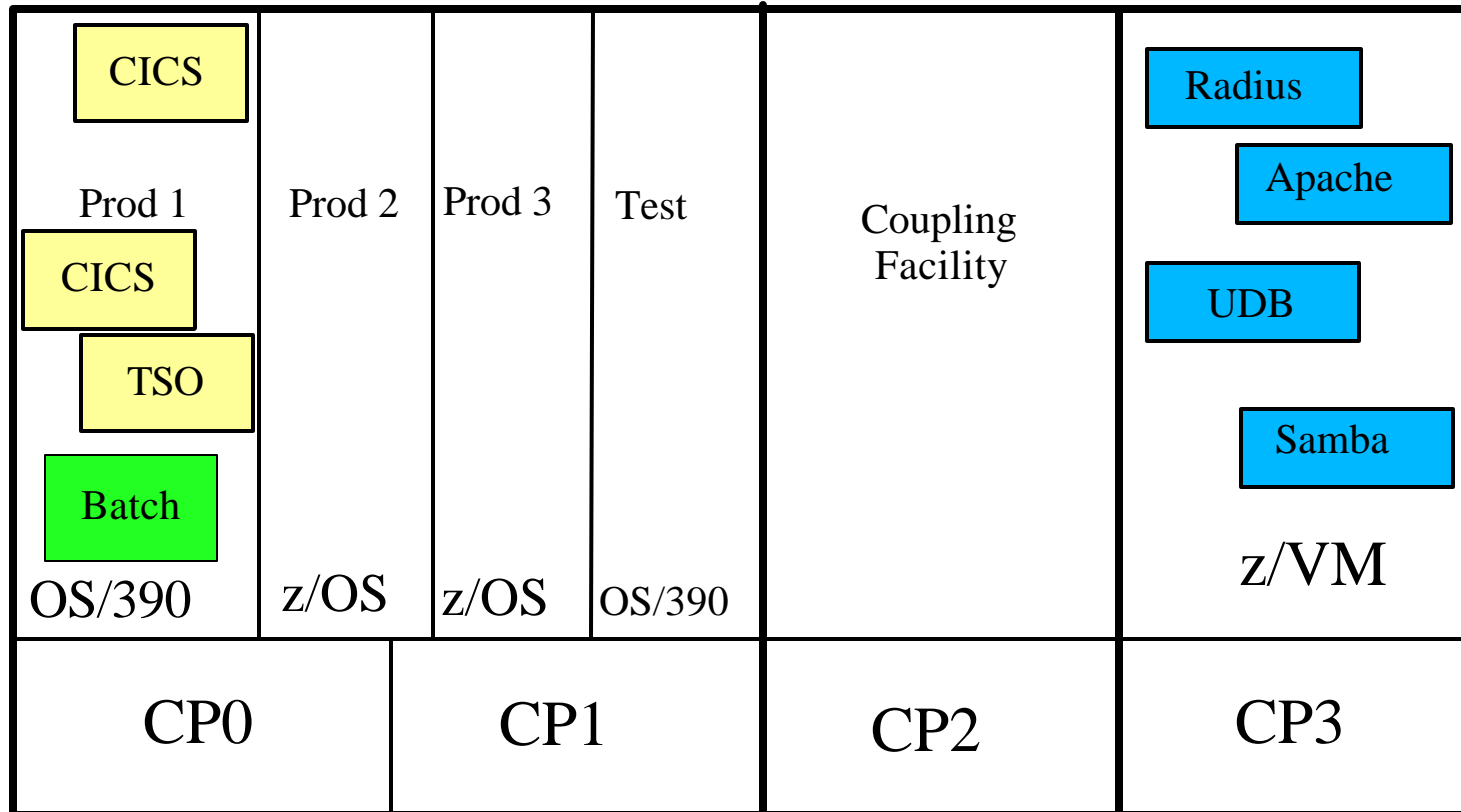 CICS
Prod 1
CICS
TSO
Batch
OS/390
Prod 2
z/OS
Prod 3
z/OS
Test
OS/390
Coupling
Facility
Radius
Apache
UDB
Samba
z/VM
CP0
CP1
CP2
CP3